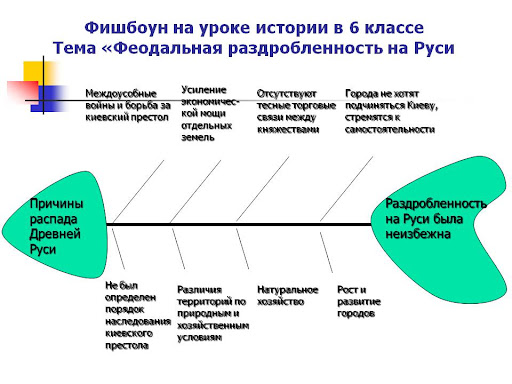 Фишбоун на уроке истории в 6 классе
Тема «Феодальная раздробленность на Руси
Междоусобные
войны и борьба за
киевский престол
Усиление
экономичес-
кой мощи
отдельных
земель
Отсутствуют
тесные торговые
связи между
княжествами
Города не хотят
подчиняться Киеву,
стремятся к
самостоятельности
Причины
распада
Древней
Руси
Раздробленность
на Руси была
неизбежна
Не был
определен
порядок
наследования
киевского
престола
Различия
территорий по
природным и
хозяйственным
условиям
Натуральное
хозяйство
Рост и
развитие
городов